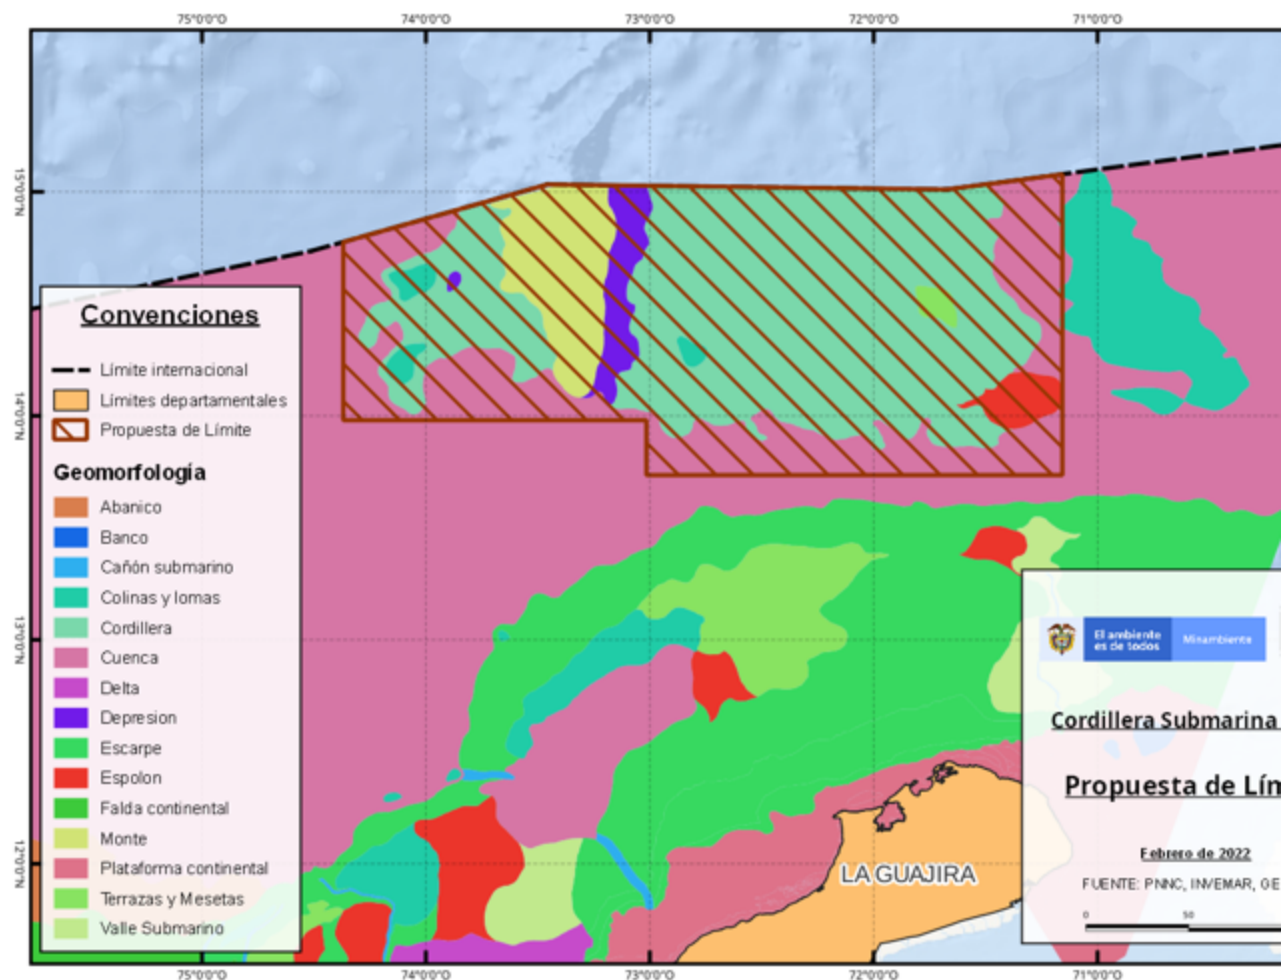 75°0'0"O 74°0'0"O 73°0'0"O 72°0'0"O 71°0'0"O
15°0'0"N
14°0'0"N
13°0'0"N
12°0'0"N
Convenciones
Límite internacional
Límites departamentales
Propuesta de Límite
Geomorfología
Abanico
Banco
Cañón submarino
Colinas y lomas
Cordillera
Cuenca
Delta
Depresion
Escarpe
Espolon
Falda continental
Monte
Plataforma continental
Terrazas y Mesetas
Valle Submarino
LA GUAJIRA
El ambiente
es de todos
Minambiente
Cordillera Submarina
Propuesta de Lím
Febrero de 2022
FUENTE: PNNC, INVEMAR, GE
0 50
75°0'0"O 74°0'0"O 73°0'0"O 72°0'0"O 71°0'0"O